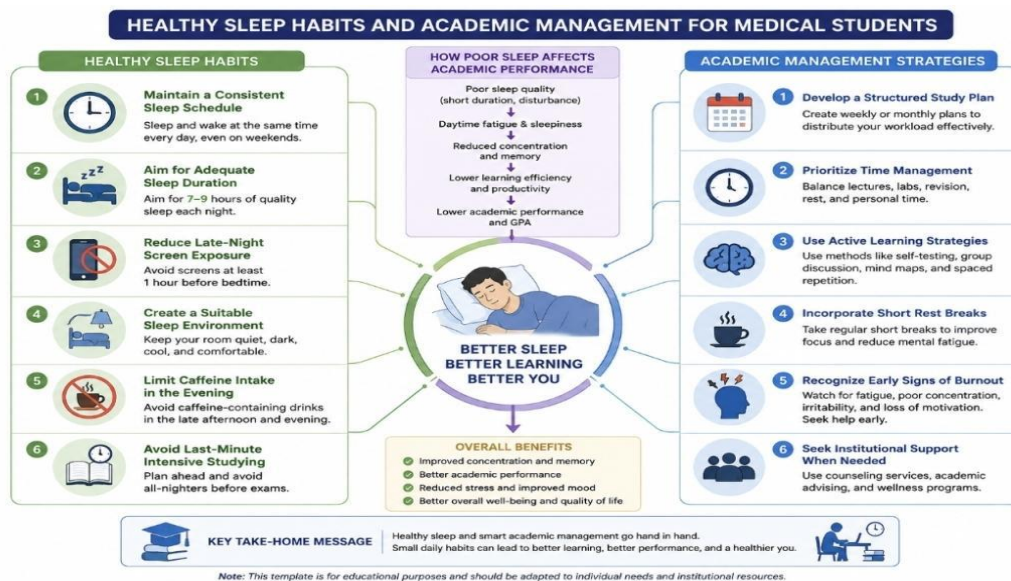 HEALTHY SLEEP HABITS AND ACADEMIC MANAGEMENT FOR MEDICAL STUDENTS
HEALTHY SLEEP HABITS
1
Maintain a Consistent
Sleep Schedule
Sleep and wake at the same time
every day, even on weekends.
2
zzz
Aim for Adequate
Sleep Duration
Aim for 7–9 hours of quality
sleep each night.
3
Reduce Late-Night
Screen Exposure
Avoid screens at least
1 hour before bedtime.
4
Create a Suitable
Sleep Environment
Keep your room quiet, dark,
cool, and comfortable.
5
Limit Caffeine Intake
in the Evening
Avoid caffeine-containing drinks
in the late afternoon and evening.
6
Avoid Last-Minute
Intensive Studying
Plan ahead and avoid
all-nighters before exams.
HOW POOR SLEEP AFFECTS
ACADEMIC PERFORMANCE
Poor sleep quality
(short duration, disturbance)
Daytime fatigue & sleepiness
Reduced concentration
and memory
Lower learning efficiency
and productivity
Lower academic performance
and GPA
BETTER SLEEP
BETTER LEARNING
BETTER YOU
OVERALL BENEFITS
Improved concentration and memory
Better academic performance
Reduced stress and improved mood
Better overall well-being and quality of life
ACADEMIC MANAGEMENT STRATEGIES
1
Develop a Structured Study Plan
Create weekly or monthly plans to
distribute your workload effectively.
2
Prioritize Time Management
Balance lectures, labs, revision,
rest, and personal time.
3
Use Active Learning Strategies
Use methods like self-testing, group
discussion, mind maps, and spaced
repetition.
4
Incorporate Short Rest Breaks
Take regular short breaks to improve
focus and reduce mental fatigue.
5
Recognize Early Signs of Burnout
Watch for fatigue, poor concentration,
irritability, and loss of motivation.
Seek help early.
6
Seek Institutional Support
When Needed
Use counseling services, academic
advising, and wellness programs.
KEY TAKE-HOME MESSAGE
Healthy sleep and smart academic management go hand in hand.
Small daily habits can lead to better learning, better performance, and a healthier you.
Note: This template is for educational purposes and should be adapted to individual needs and institutional resources.